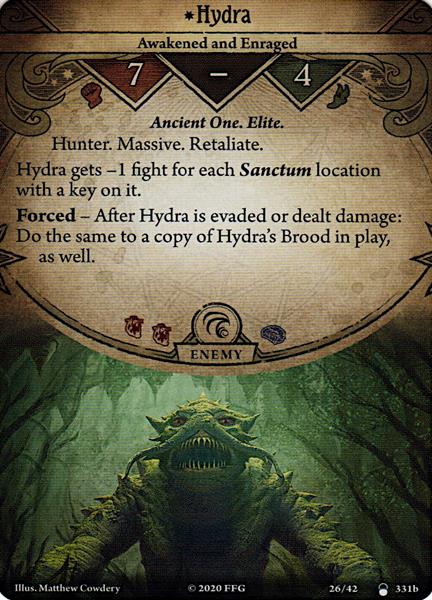 *Hydra
Awakened and Enraged
7 – 4
Ancient One. Elite.
Hunter. Massive. Retaliate.
Hydra gets –1 fight for each Sanctum location
with a key on it.
Forced – After Hydra is evaded or dealt damage:
Do the same to a copy of Hydra's Brood in play,
as well.
ENEMY
Illus. Matthew Cowdery © 2020 FFG 26/42 331b